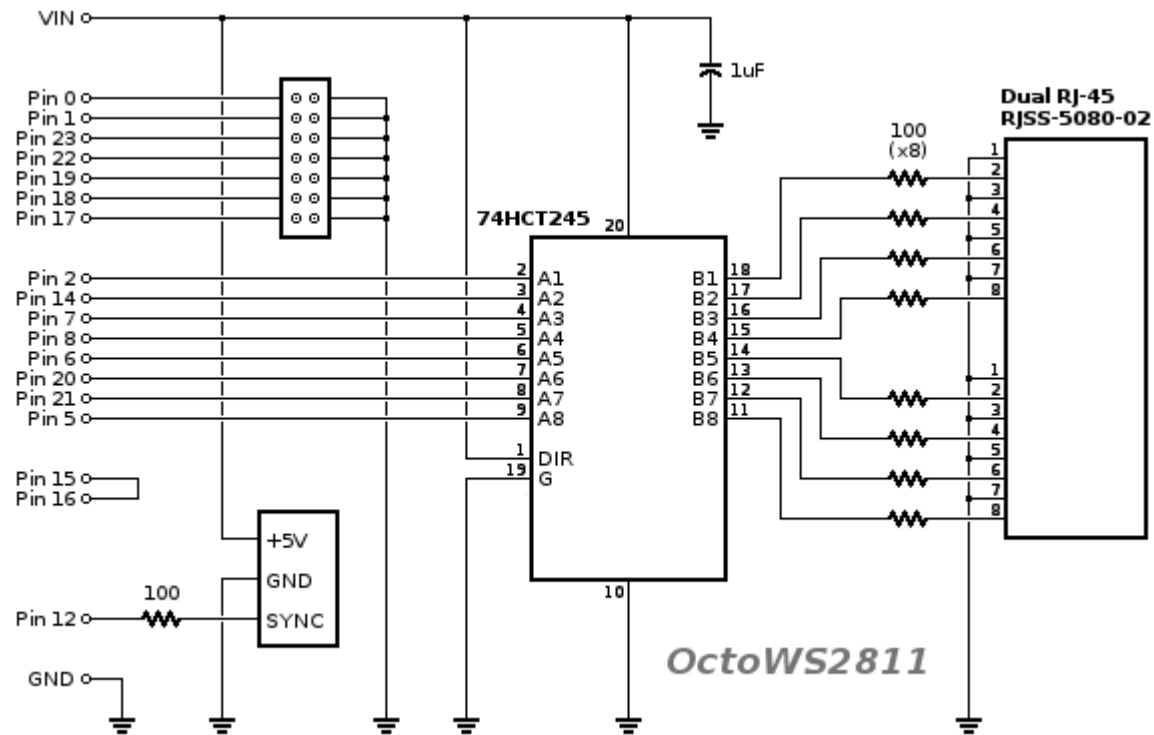 VIN
1uF
Pin 0
Pin 1
Pin 23
Pin 22
Pin 19
Pin 18
Pin 17
Dual RJ-45
RJSS-5080-02
100
(x8)
1
2
3
4
5
6
7
8
1
2
3
4
5
6
7
8
74HCT245
20
Pin 2
Pin 14
Pin 7
Pin 8
Pin 6
Pin 20
Pin 21
Pin 5
2 A1 B1 18
3 A2 B2 17
4 A3 B3 16
5 A4 B4 15
6 A5 B5 14
7 A6 B6 13
8 A7 B7 12
9 A8 B8 11
1 DIR
19 G
10
Pin 15
Pin 16
+5V
GND
SYNC
100
Pin 12
GND
OctoWS2811